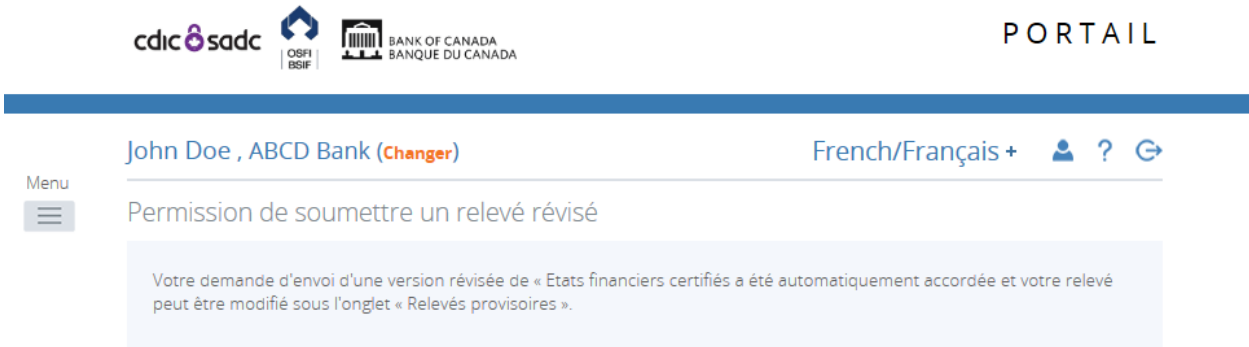 cdic sadc
OSFI
BSIF
BANK OF CANADA
BANQUE DU CANADA
PORTAIL
John Doe , ABCD Bank (Changer)
French/Français +
?
Menu
Permission de soumettre un relevé révisé
Votre demande d'envoi d'une version révisée de « Etats financiers certifiés a été automatiquement accordée et votre relevé
peut être modifié sous l'onglet « Relevés provisoires ».